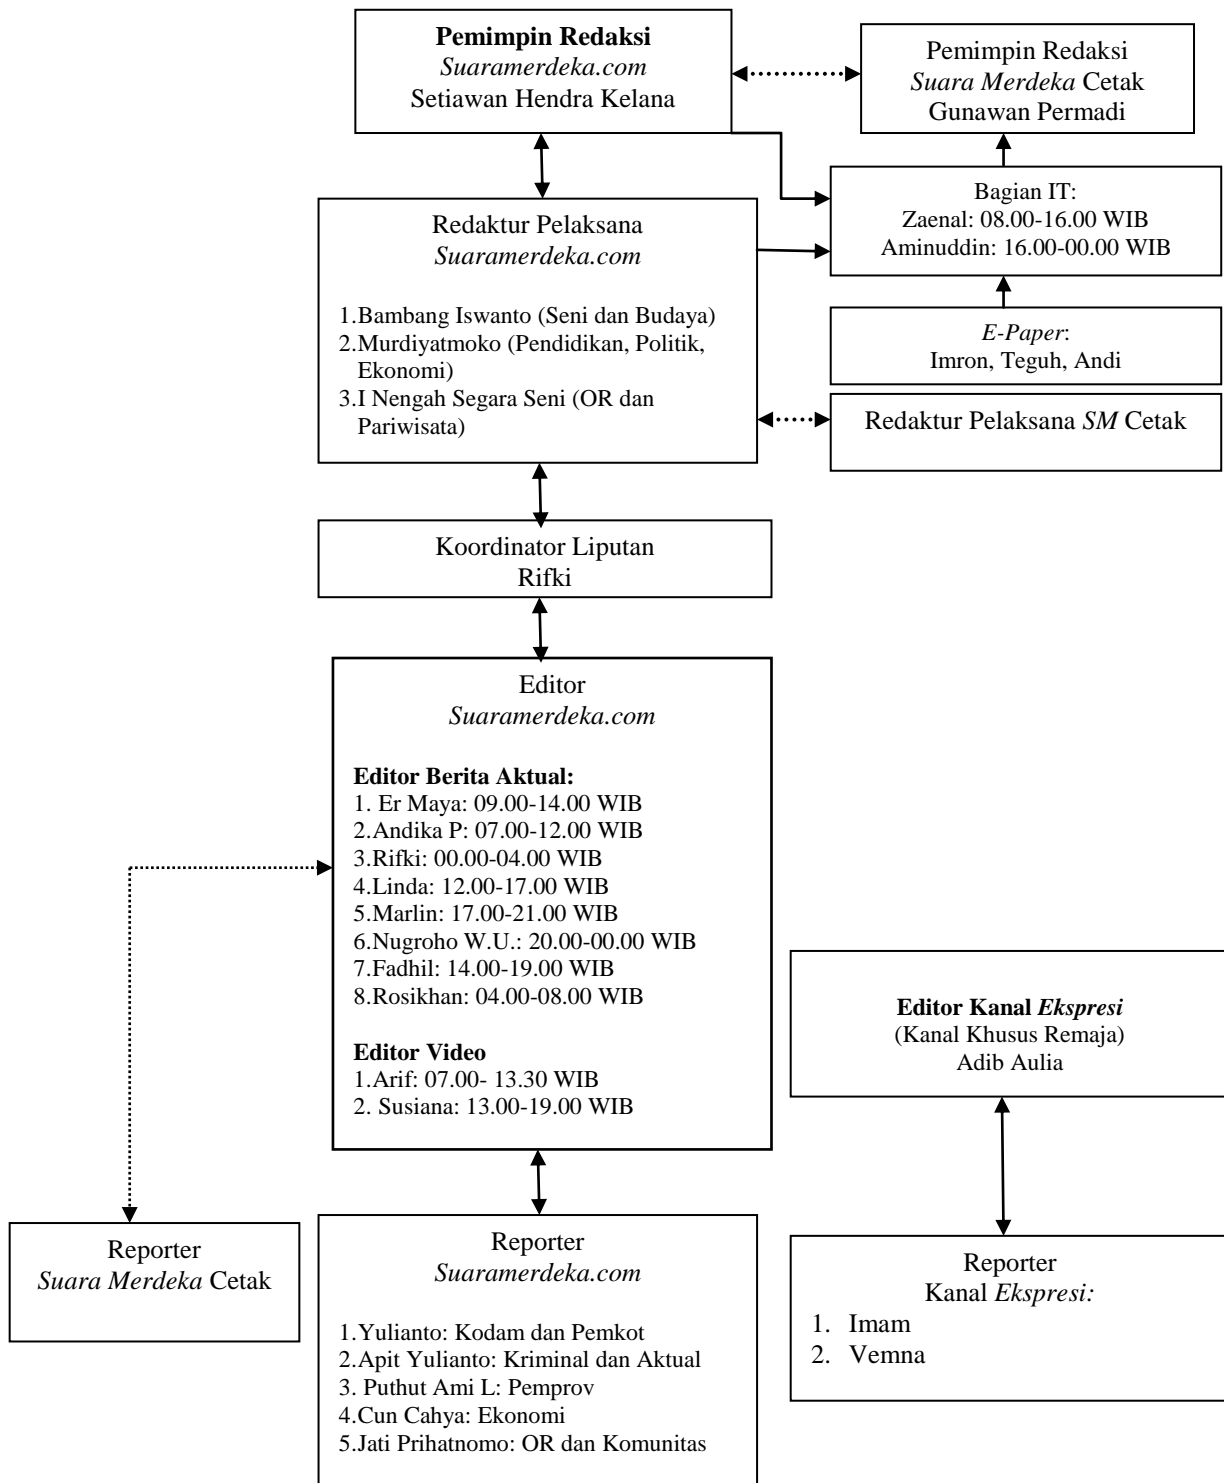 Pemimpin Redaksi
Suaramerdeka.com
Setiawan Hendra Kelana
Pemimpin Redaksi
Suara Merdeka Cetak
Gunawan Permadi
Bagian IT:
Zaenal: 08.00-16.00 WIB
Aminuddin: 16.00-00.00 WIB
Redaktur Pelaksana
Suaramerdeka.com
1.Bambang Iswanto (Seni dan Budaya)
2.Murdiyatmoko (Pendidikan, Politik,
Ekonomi)
3.I Nengah Segara Seni (OR dan
Pariwisata)
E-Paper:
Imron, Teguh, Andi
Redaktur Pelaksana SM Cetak
Koordinator Liputan
Rifki
Editor
Suaramerdeka.com
Editor Berita Aktual:
1. Er Maya: 09.00-14.00 WIB
2.Andika P: 07.00-12.00 WIB
3.Rifki: 00.00-04.00 WIB
4.Linda: 12.00-17.00 WIB
5.Marlin: 17.00-21.00 WIB
6.Nugroho W.U.: 20.00-00.00 WIB
7.Fadhil: 14.00-19.00 WIB
8.Rosikhan: 04.00-08.00 WIB
Editor Video
1.Arif: 07.00- 13.30 WIB
2. Susiana: 13.00-19.00 WIB
Editor Kanal Ekspresi
(Kanal Khusus Remaja)
Adib Aulia
Reporter
Suara Merdeka Cetak
Reporter
Suaramerdeka.com
1.Yulianto: Kodam dan Pemkot
2.Apit Yulianto: Kriminal dan Aktual
3. Puthut Ami L: Pemprov
4.Cun Cahya: Ekonomi
5.Jati Prihatnomo: OR dan Komunitas
Reporter
Kanal Ekspresi:
1. Imam
2. Vemna